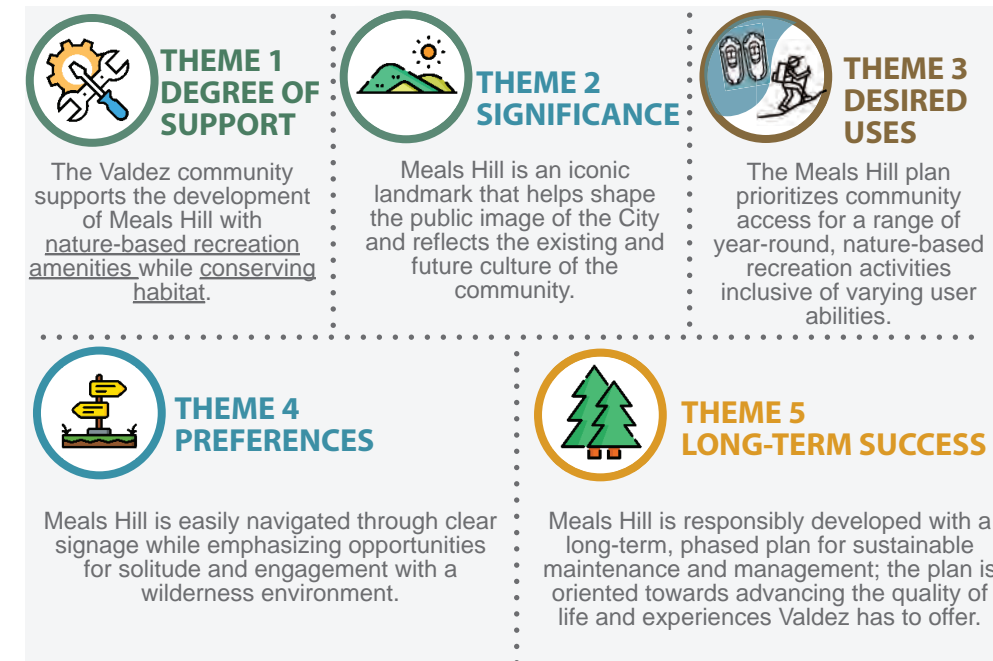 THEME 1
DEGREE OF
SUPPORT
The Valdez community
supports the development
of Meals Hill with
nature-based recreation
amenities while conserving
habitat.
THEME 2
SIGNIFICANCE
Meals Hill is an iconic
landmark that helps shape
the public image of the City
and reflects the existing and
future culture of the
community.
THEME 3
DESIRED
USES
The Meals Hill plan
prioritizes community
access for a range of
year-round, nature-based
recreation activities
inclusive of varying user
abilities.
THEME 4
PREFERENCES
Meals Hill is easily navigated through clear
signage while emphasizing opportunities
for solitude and engagement with a
wilderness environment.
THEME 5
LONG-TERM SUCCESS
Meals Hill is responsibly developed with a
long-term, phased plan for sustainable
maintenance and management; the plan is
oriented towards advancing the quality of
life and experiences Valdez has to offer.